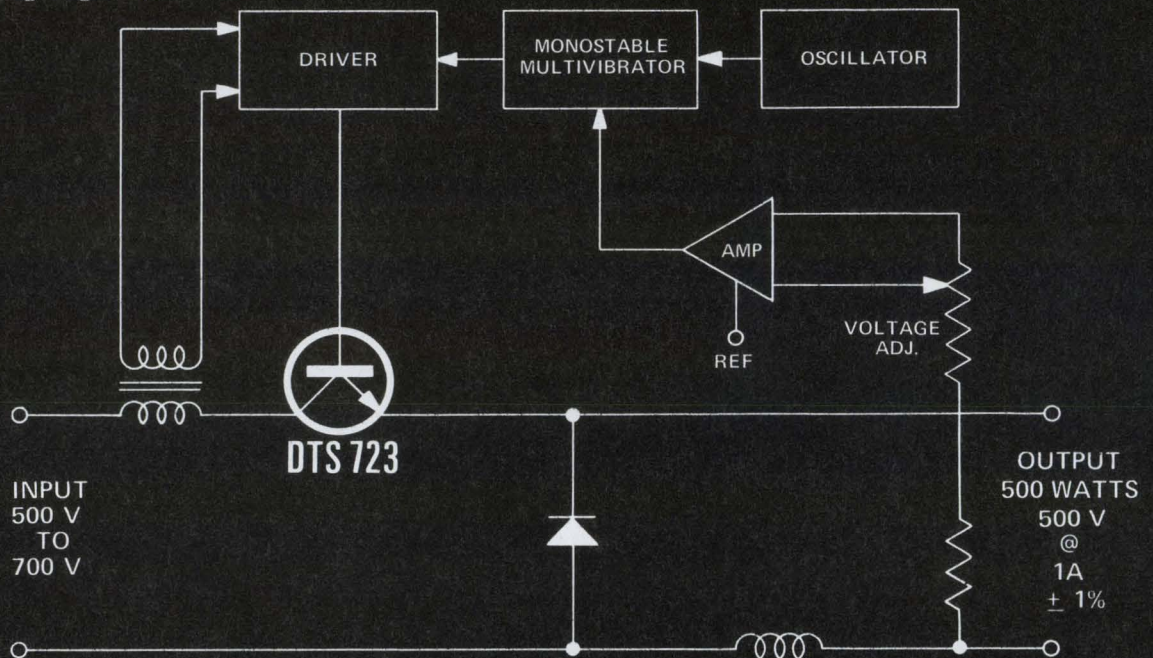 DRIVER
MONOSTABLE
MULTIVIBRATOR
OSCILLATOR
AMP
REF
VOLTAGE
ADJ.
DTS 723
INPUT
500 V
TO
700 V
OUTPUT
500 WATTS
500 V
@
1A
± 1%